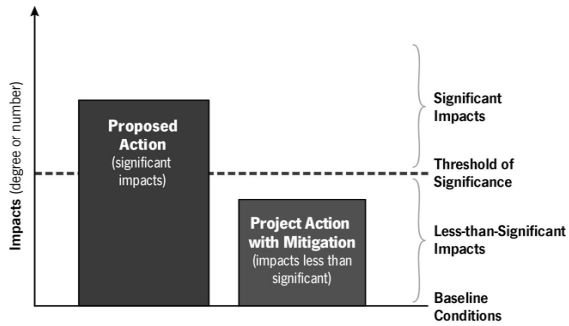 Impacts (degree or number)
Proposed
Action
(significant
impacts)
Project Action
with Mitigation
(impacts less than
significant)
Significant
Impacts
Threshold of
Significance
Less-than-Significant
Impacts
Baseline
Conditions